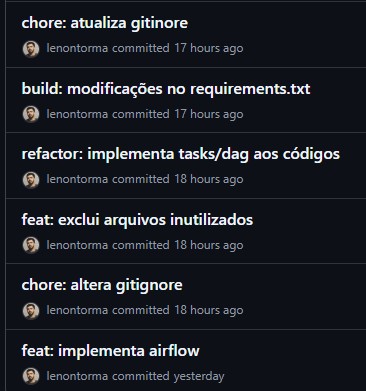 chore: atualiza gitinore
lenontorma committed 17 hours ago
build: modificações no requirements.txt
lenontorma committed 17 hours ago
refactor: implementa tasks/dag aos códigos
lenontorma committed 18 hours ago
feat: exclui arquivos inutilizados
lenontorma committed 18 hours ago
chore: altera gitignore
lenontorma committed 18 hours ago
feat: implementa airflow
lenontorma committed yesterday